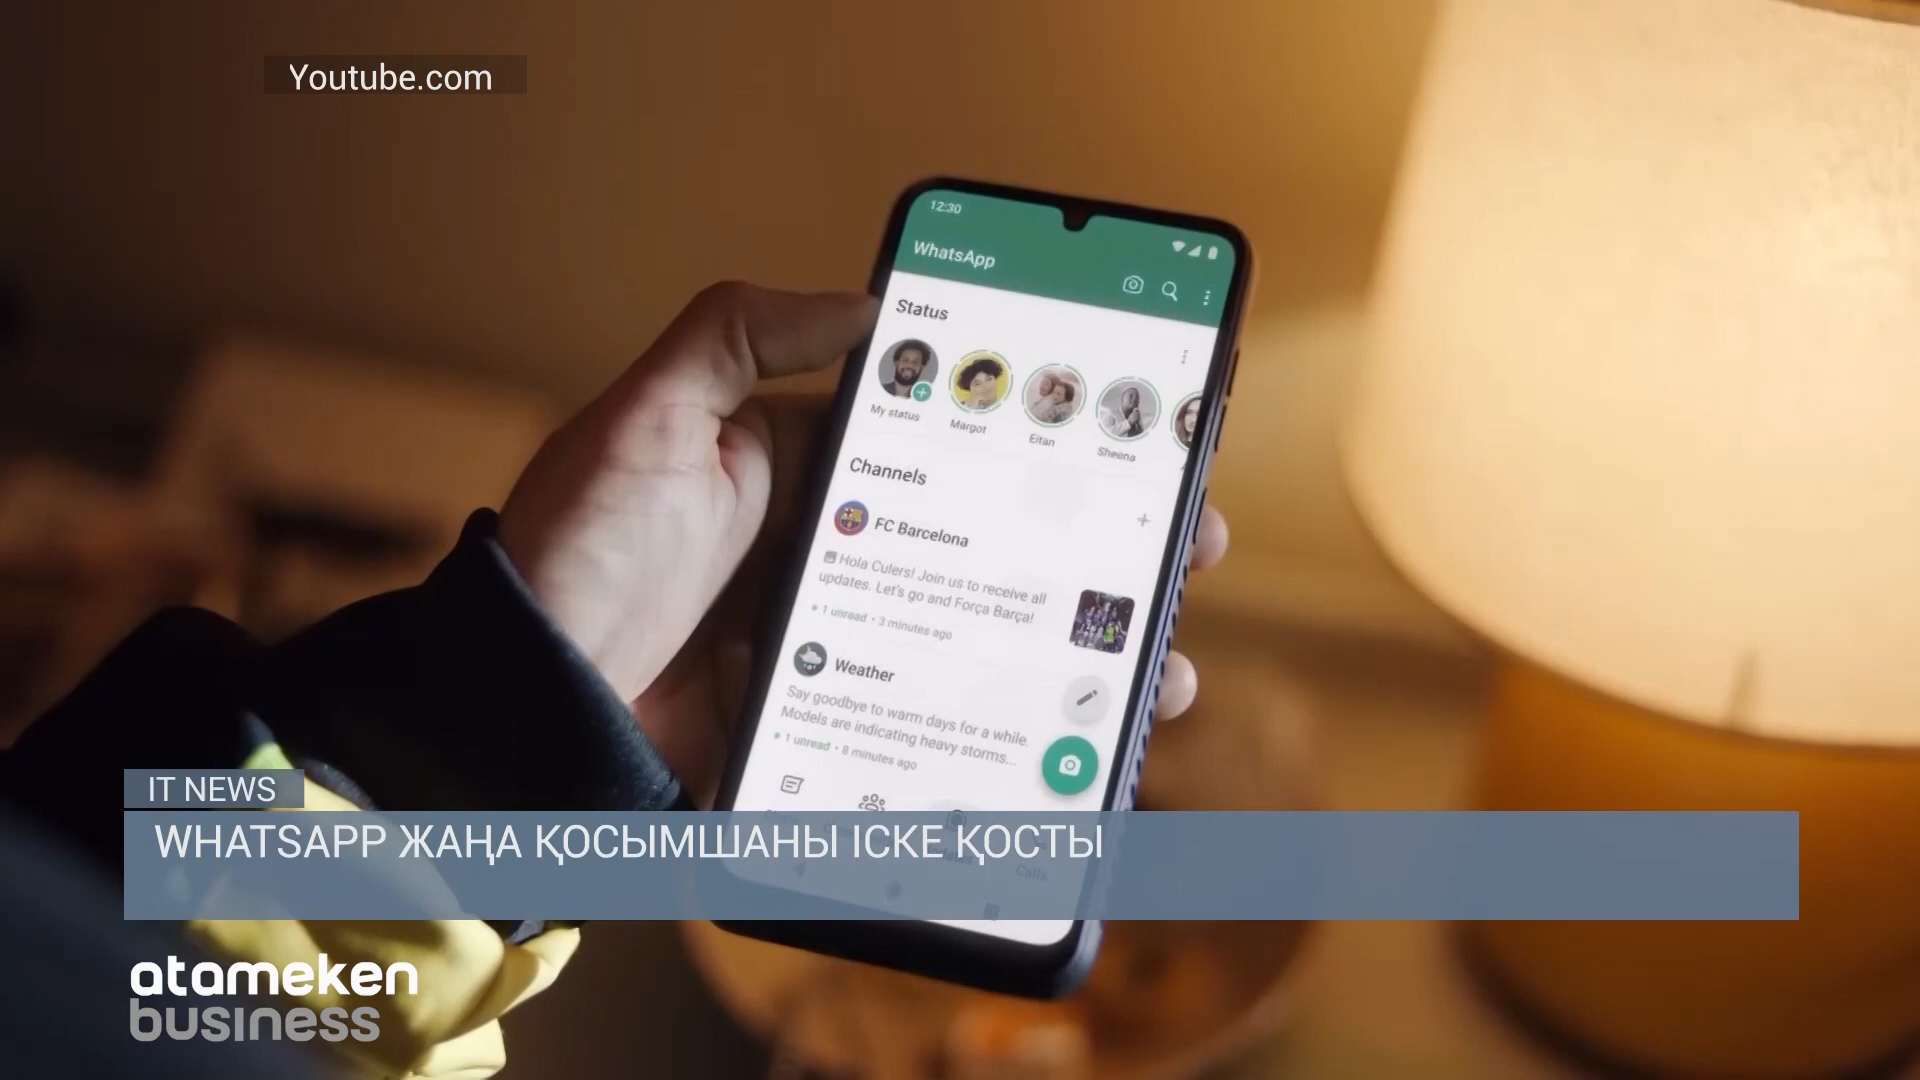 Youtube.com
12:30
WhatsApp
Status
My status
Margot
Eitan
Sheena
Channels
FC Barcelona
Hola Culers! Join us to receive all
updates. Let's go and Força Barça!
• 1 unread • 3 minutes ago
Weather
Say goodbye to warm days for a while.
Models are indicating heavy storms...
• 1 unread • 8 minutes ago
Calls
IT NEWS
WHATSAPP ЖАҢА ҚОСЫМШАНЫ ІСКЕ ҚОСТЫ
atameken
business